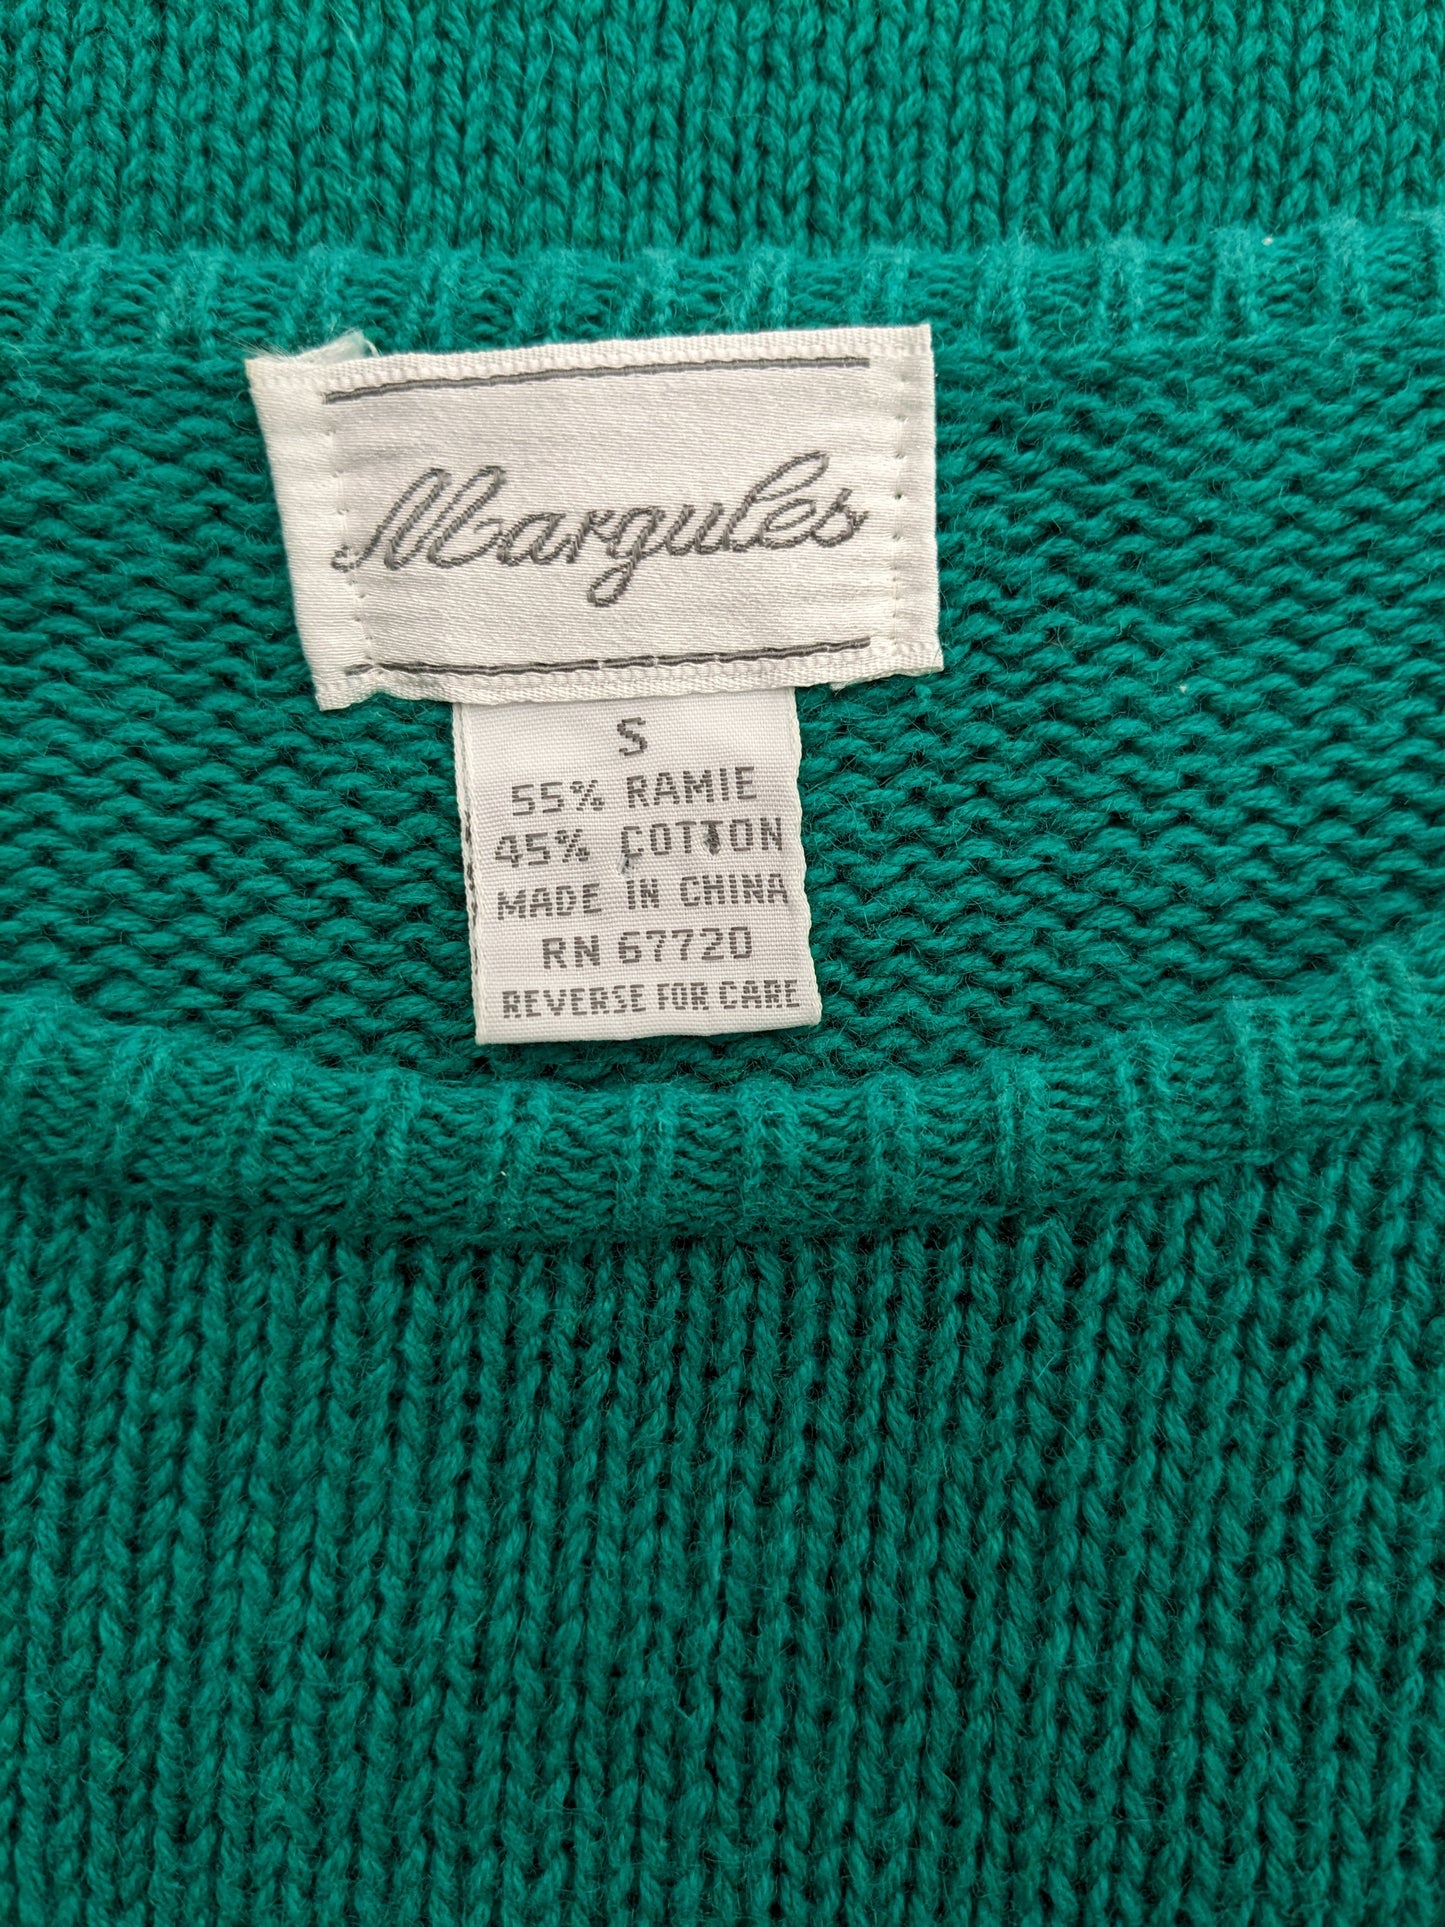 Margules
S
55% RAMIE
45% COTTON
MADE IN CHINA
RN 67720
REVERSE FOR CARE